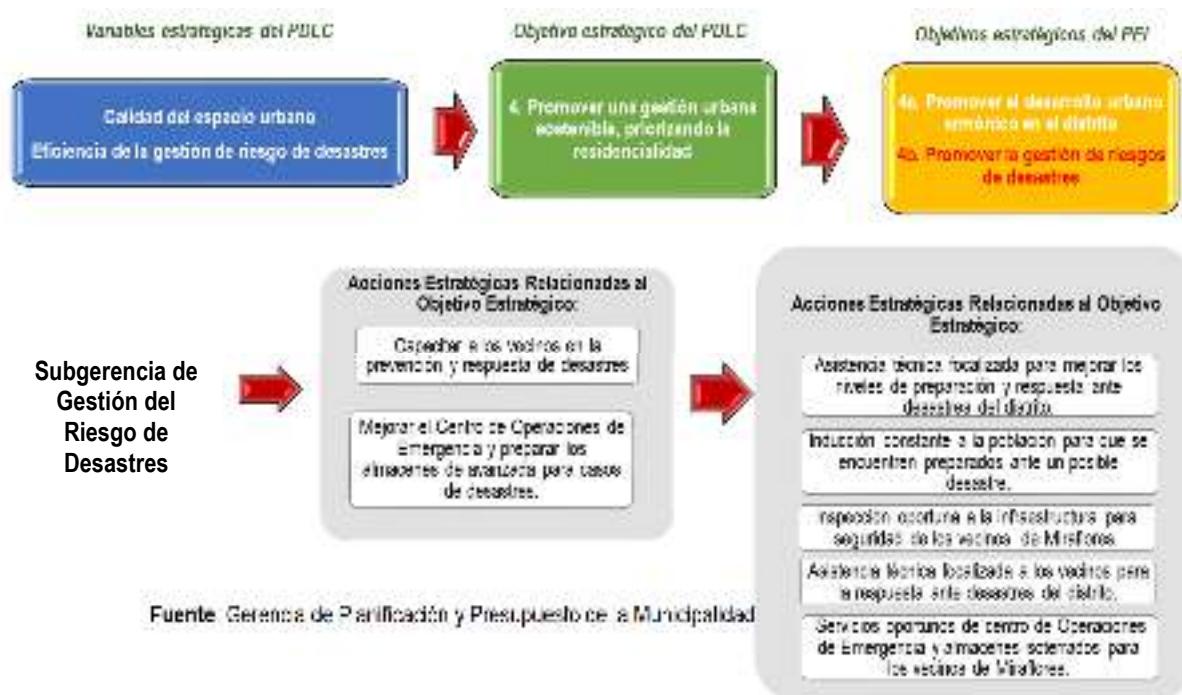 Variables estratégicas del PDLC
Objetivo estratégico del PDLC
Objetivos estratégicos del PEI
Calidad del espacio urbano
Eficiencia de la gestión de riesgo de desastres
4. Promover una gestión urbana
sostenible, priorizando la
residencialidad
4a. Promover el desarrollo urbano
armónico en el distrito
4b. Promover la gestión de riesgos
de desastres
Subgerencia de
Gestión del
Riesgo de
Desastres
Acciones Estratégicas Relacionadas al
Objetivo Estratégico:
Capacitar a los vecinos en la
prevención y respuesta de desastres
Mejorar el Centro de Operaciones de
Emergencia y preparar los
almacenes de avanzada para casos
de desastres.
Acciones Estratégicas Relacionadas al Objetivo
Estratégico:
Asistencia técnica focalizada para mejorar los
niveles de preparación y respuesta ante
desastres del distrito.
Inducción constante a la población para que se
encuentren preparados ante un posible
desastre.
Inspección oportuna a la infraestructura para
seguridad de los vecinos de Miraflores
Asistencia técnica localizada a los vecinos para
la respuesta ante desastres del distrito.
Servicios oportunos de centro de Operaciones
de Emergencia y almacenes soterrados para
los vecinos de Miraflores.
Fuente: Gerencia de Planificación y Presupuesto de la Municipalidad